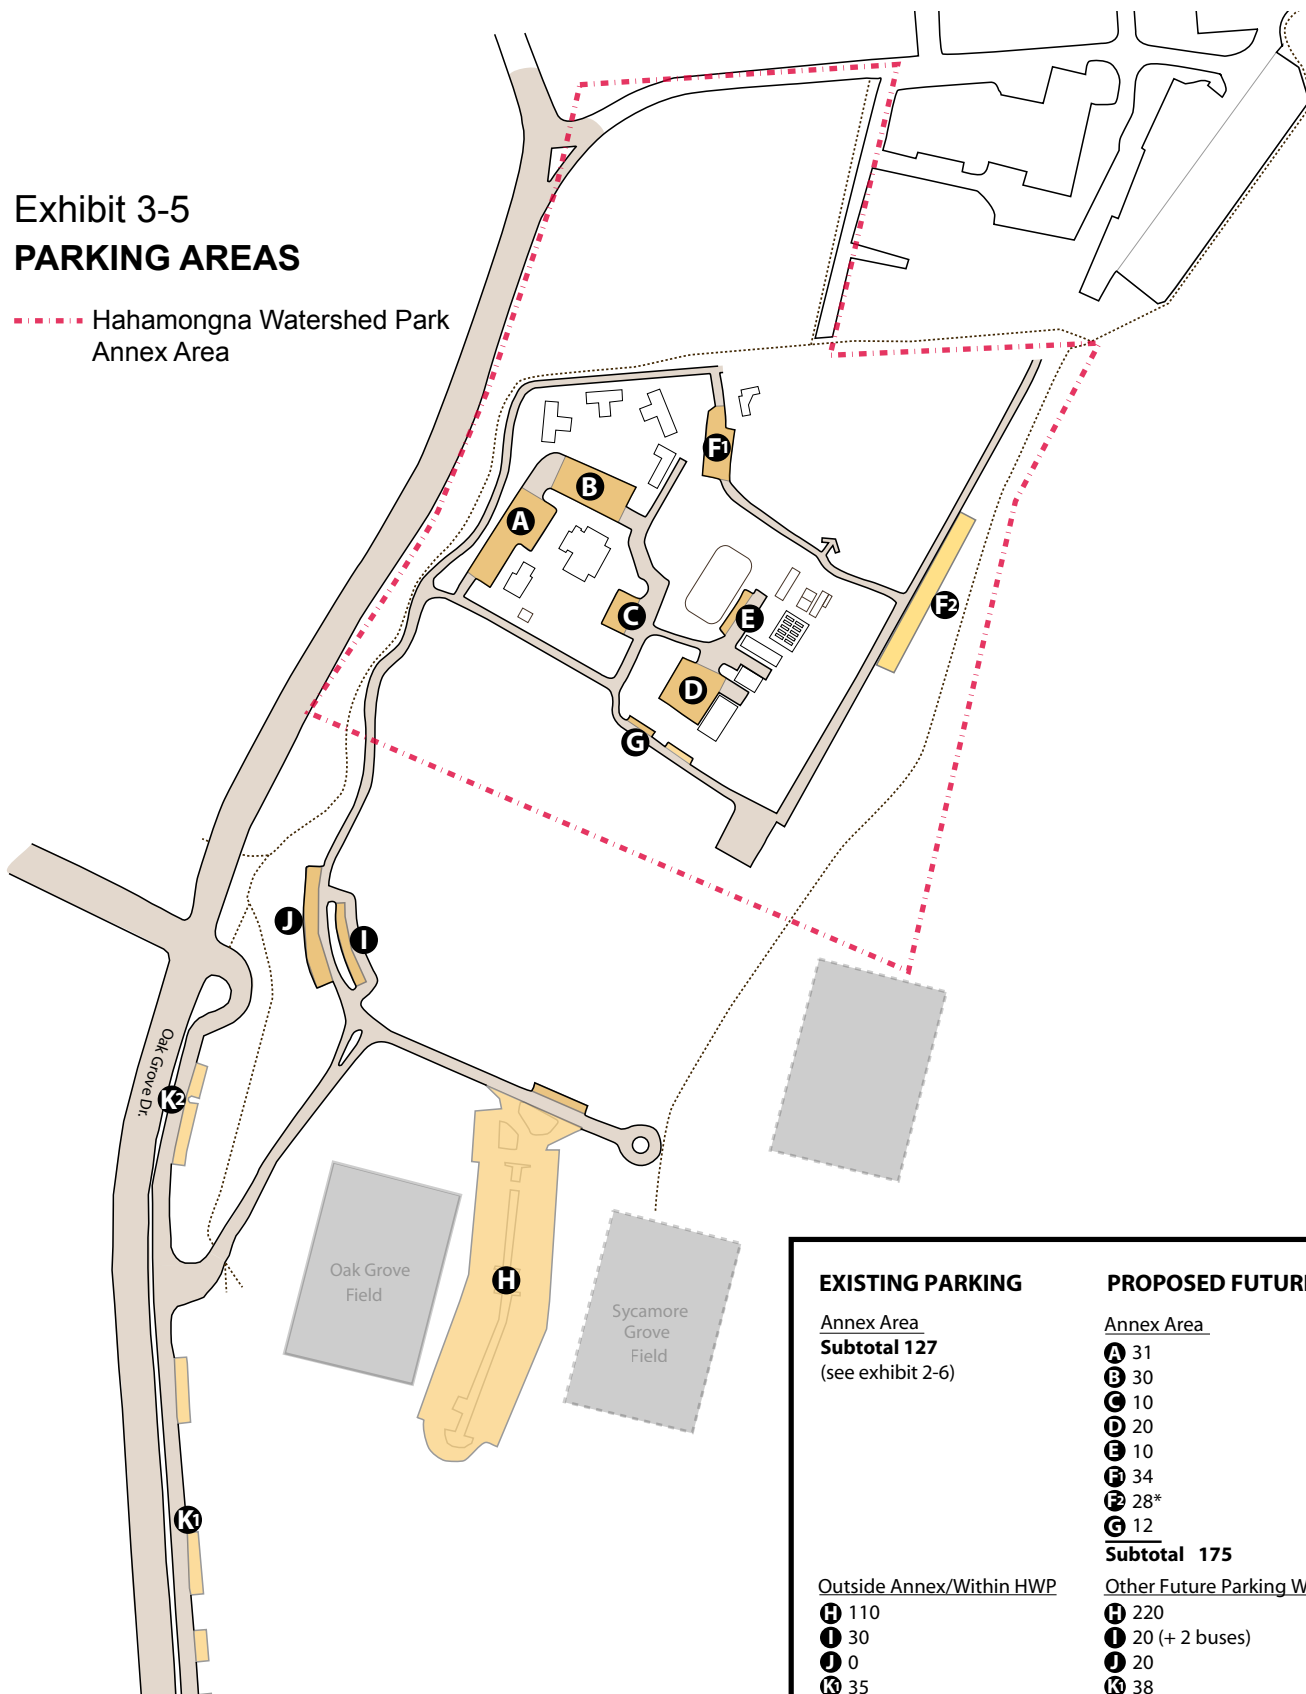 Exhibit 3-5
PARKING AREAS
Hahamongna Watershed Park
Annex Area
F1
B
A
C
E
F2
D
G
J
I
Oak Grove Dr.
K2
Oak Grove
Field
H
Sycamore
Grove
Field
K1
EXISTING PARKING
Annex Area
Subtotal 127
(see exhibit 2-6)
Outside Annex/Within HWP
H 110
I 30
J 0
K1 35
PROPOSED FUTURE
Annex Area
A 31
B 30
C 10
D 20
E 10
F1 34
F2 28*
G 12
Subtotal 175
Other Future Parking W
H 220
I 20 (+ 2 buses)
J 20
K1 38